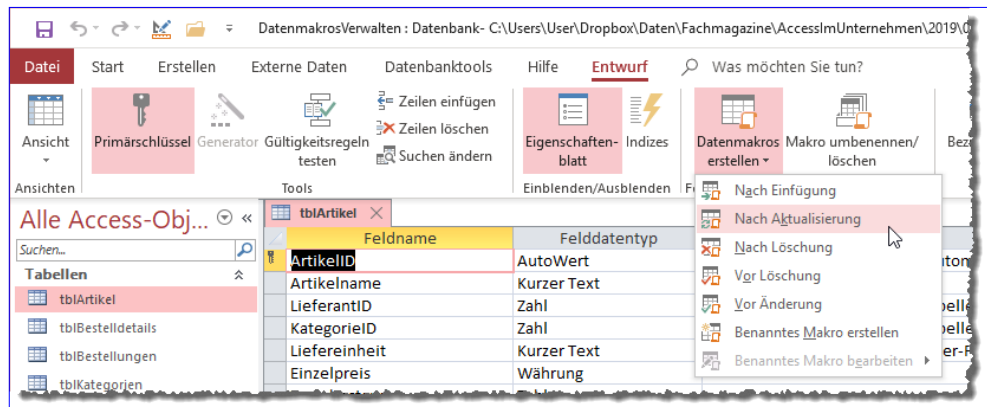 DatenmakrosVerwalten : Datenbank- C:\Users\User\Dropbox\Daten\Fachmagazine\AccessImUnternehmen\2019\0
Datei Start Erstellen Externe Daten Datenbanktools Hilfe Entwurf Was möchten Sie tun?
Ansicht
Primärschlüssel Generator Gültigkeitsregeln testen
Zeilen einfügen
Zeilen löschen
Suchen ändern
Eigenschaften-blatt Indizes
Datenmakros erstellen
Makro umbenennen/ löschen
Ansichten Tools Einblenden/Ausblenden
Nach Einfügung
Nach Aktualisierung
Nach Löschung
Vor Löschung
Vor Änderung
Benanntes Makro erstellen
Benanntes Makro bearbeiten
Alle Access-Obj... «
Suchen...
Tabellen
tblArtikel
tblBestelldetails
tblBestellungen
tblKategorien
tblArtikel
Feldname Felddatentyp
ArtikelID AutoWert
Artikelname Kurzer Text
LieferantID Zahl
KategorieID Zahl
Liefereinheit Kurzer Text
Einzelpreis Währung